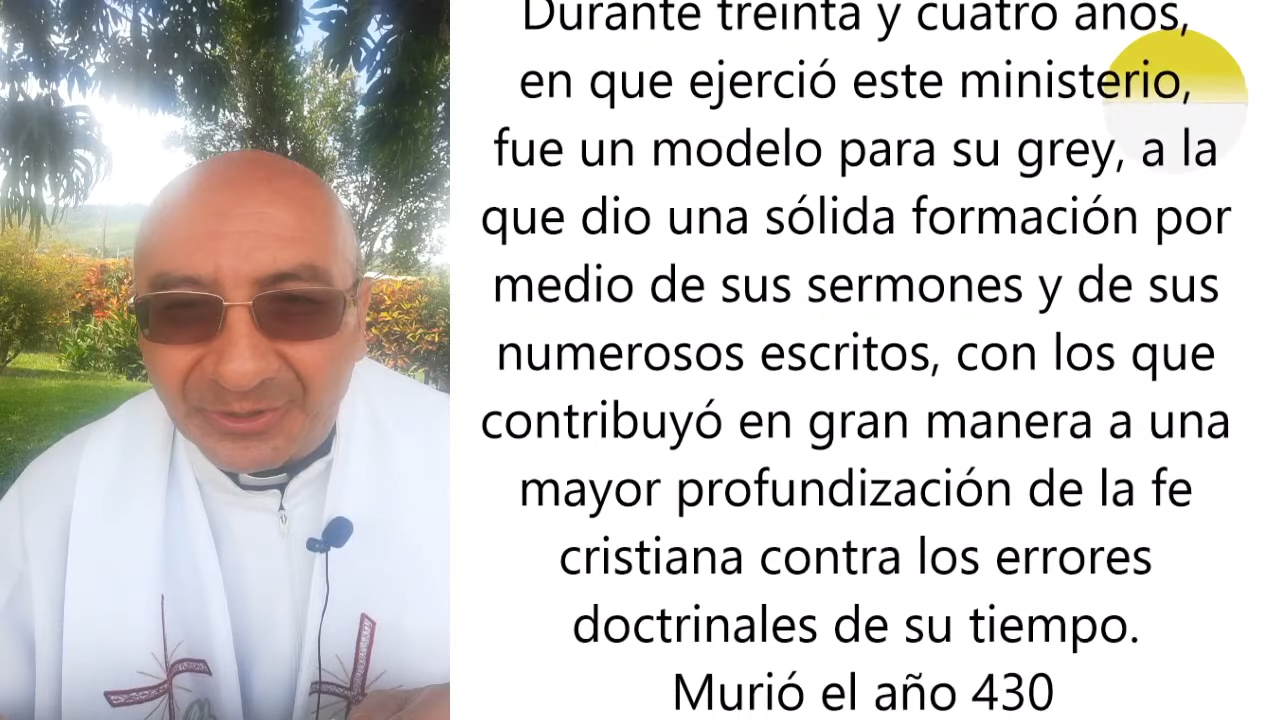 Durante treinta y cuatro años,
en que ejerció este ministerio,
fue un modelo para su grey, a la
que dio una sólida formación por
medio de sus sermones y de sus
numerosos escritos, con los que
contribuyó en gran manera a una
mayor profundización de la fe
cristiana contra los errores
doctrinales de su tiempo.
Murió el año 430